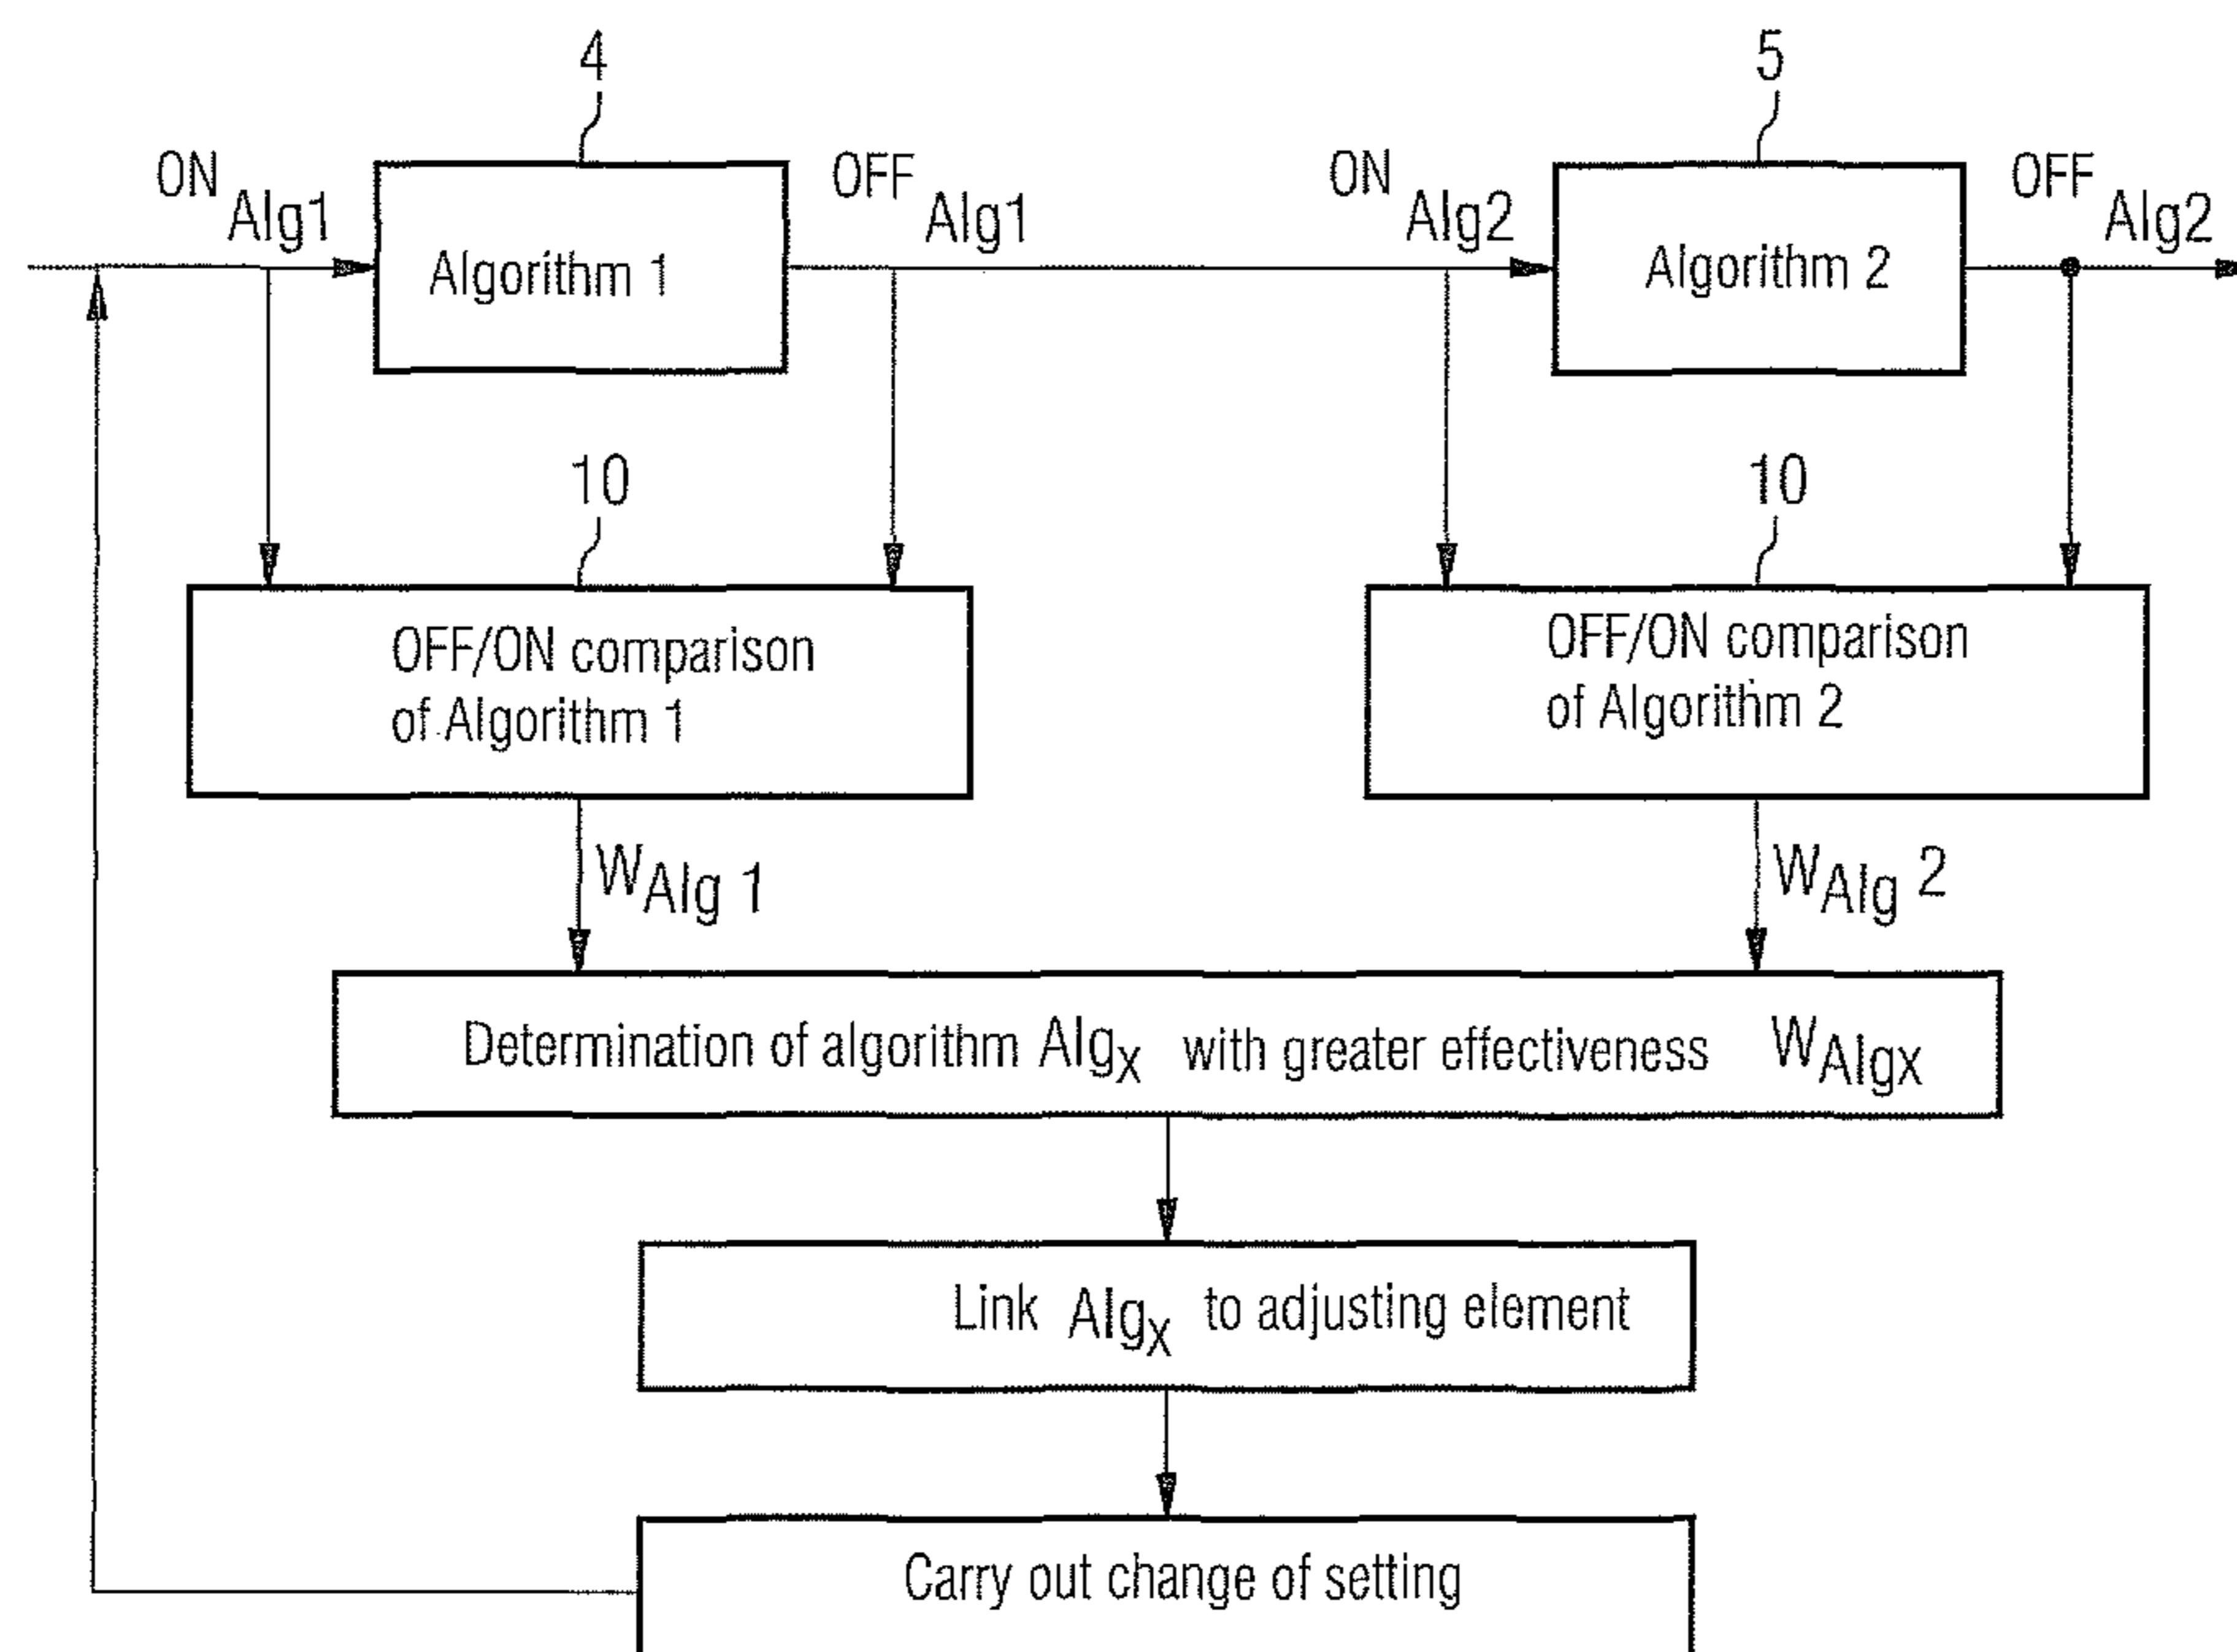 4
5
ON Alg1
OFF Alg1
ON Alg2
OFF Alg2
Algorithm 1
Algorithm 2
10
10
OFF/ON comparison
of Algorithm 1
OFF/ON comparison
of Algorithm 2
WAlg 1
WAlg 2
Determination of algorithm Algx with greater effectiveness WAlgx
Link Algx to adjusting element
Carry out change of setting